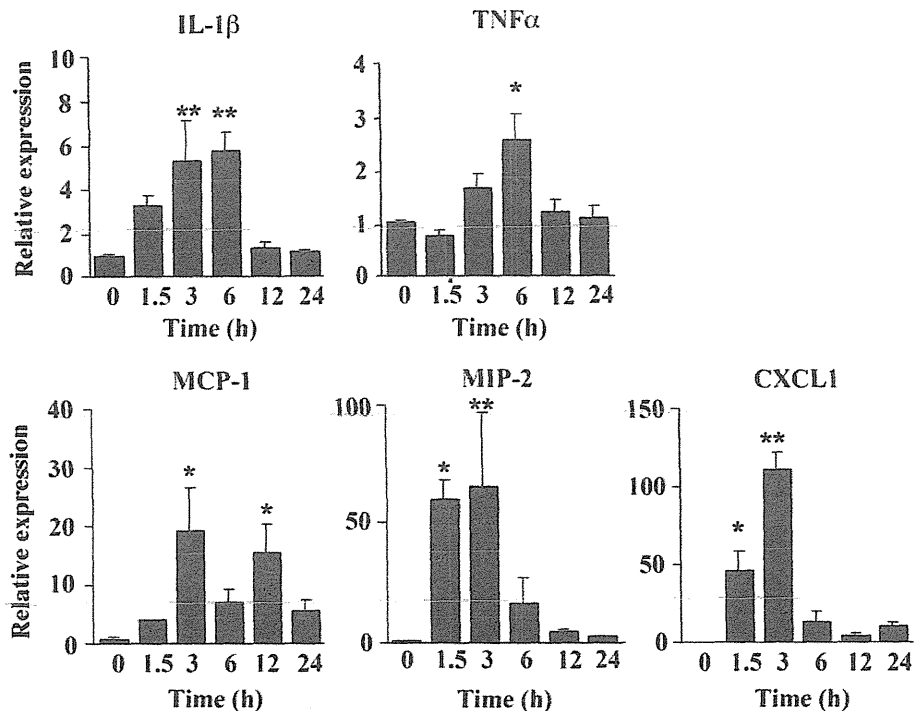 IL-1β
TNFα
Relative expression
10
8
6
4
2
0
** **
0 1.5 3 6 12 24
Time (h)
4
3
2
1
0
*
0 1.5 3 6 12 24
Time (h)
MCP-1
MIP-2
CXCL1
Relative expression
40
30
20
10
0
* *
0 1.5 3 6 12 24
Time (h)
100
50
0
* **
0 1.5 3 6 12 24
Time (h)
150
100
50
0
* **
0 1.5 3 6 12 24
Time (h)